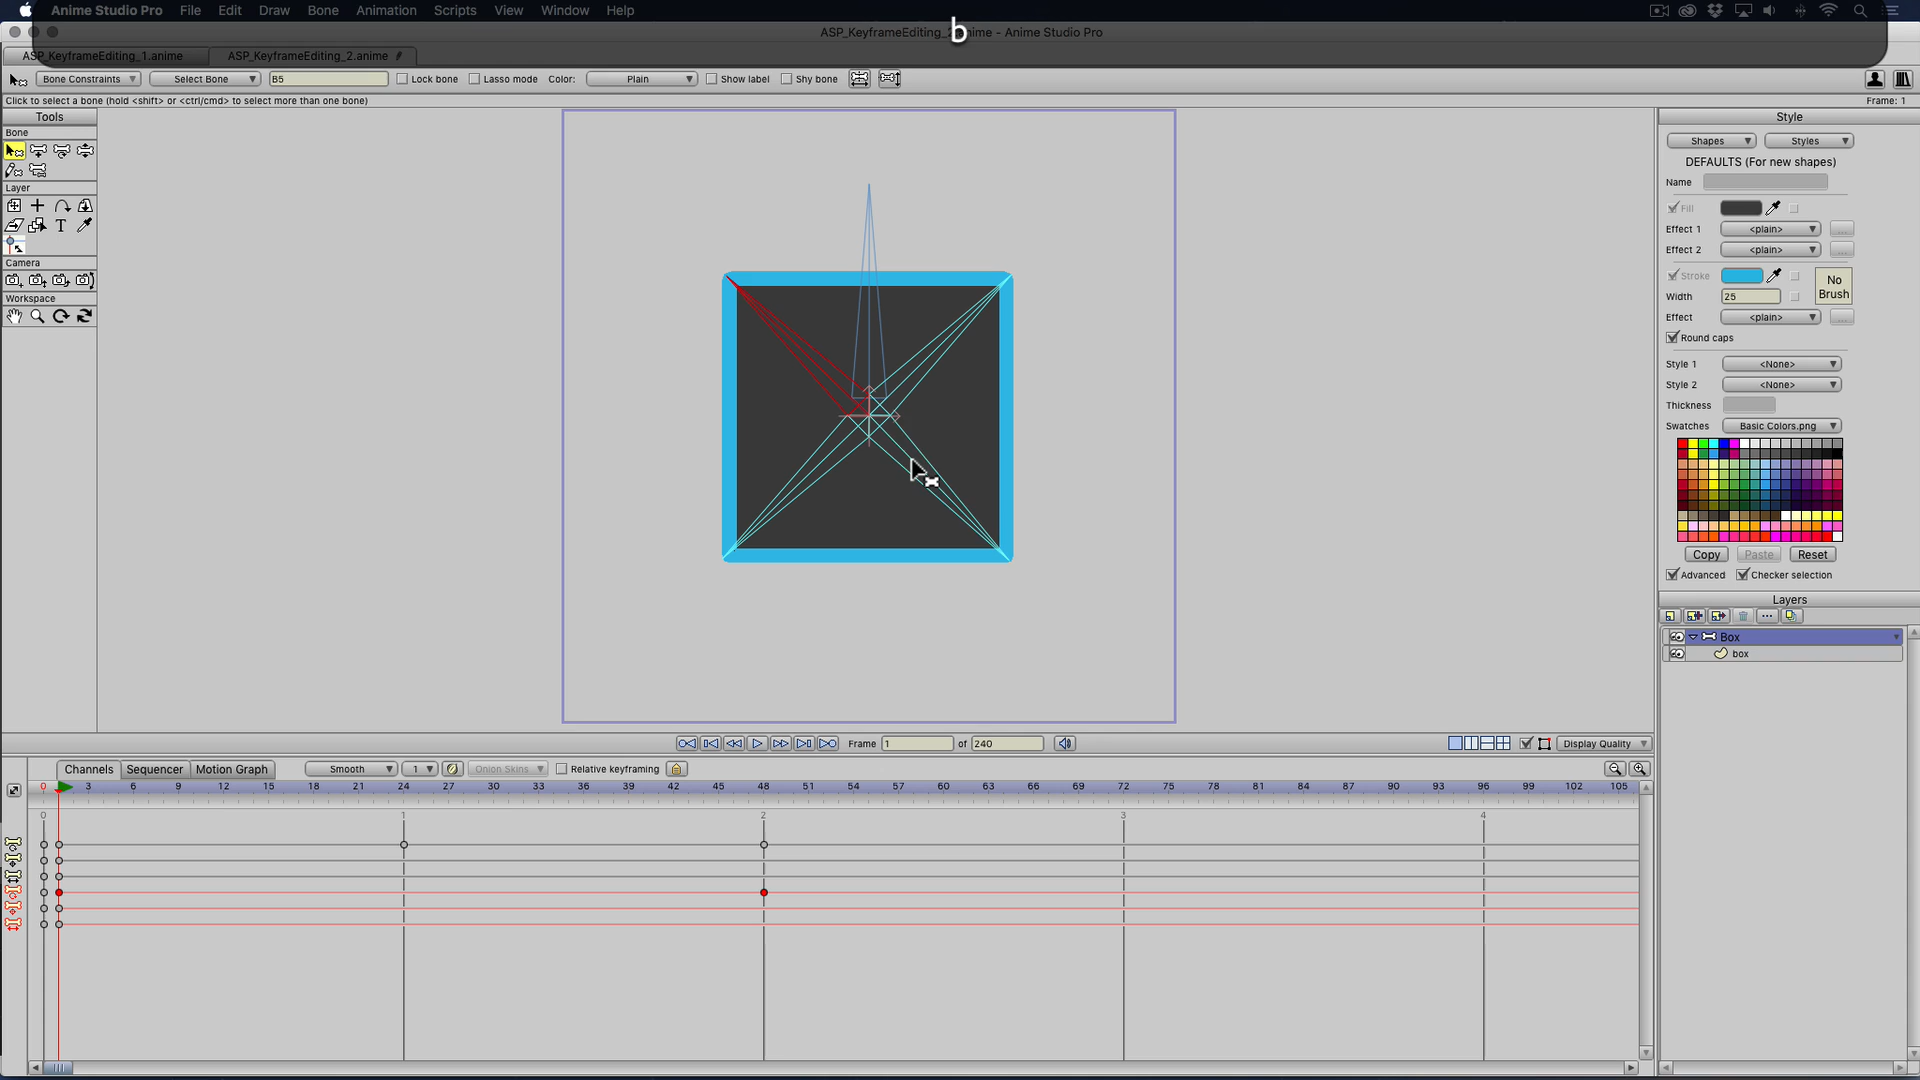 Anime Studio Pro File Edit Draw Bone Animation Scripts View Window Help
b
ASP_KeyframeEditing_2.anime - Anime Studio Pro
ASP_KeyframeEditing_1.anime ASP_KeyframeEditing_2.anime
Bone Constraints Select Bone B5 Lock bone Lasso mode Color: Plain Show label Shy bone
Click to select a bone (hold <shift> or <ctrl/cmd> to select more than one bone) Frame: 1
Tools
Bone
Layer
T
Camera
Workspace
Style
Shapes Styles
DEFAULTS (For new shapes)
Name
Fill
Effect 1 <plain> ...
Effect 2 <plain> ...
Stroke
No Brush
Width 25
Effect <plain> ...
Round caps
Style 1 <None>
Style 2 <None>
Thickness
Swatches Basic Colors.png
Copy Paste Reset
Advanced Checker selection
Layers
Box
box
Frame 1 of 240 Display Quality
Channels Sequencer Motion Graph Smooth 1 Onion Skins Relative keyframing
0 3 6 9 12 15 18 21 24 27 30 33 36 39 42 45 48 51 54 57 60 63 66 69 72 75 78 81 84 87 90 93 96 99 102 105
0 1 2 3 4